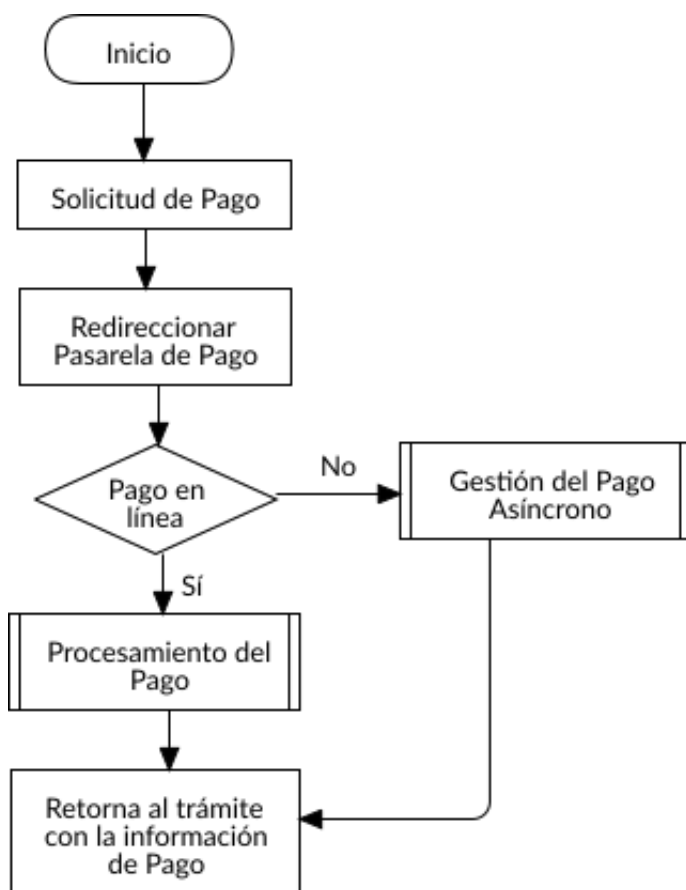 Inicio
Solicitud de Pago
Redireccionar
Pasarela de Pago
Pago en
línea
No
Gestión del Pago
Asíncrono
Sí
Procesamiento del
Pago
Retorna al trámite
con la información
de Pago